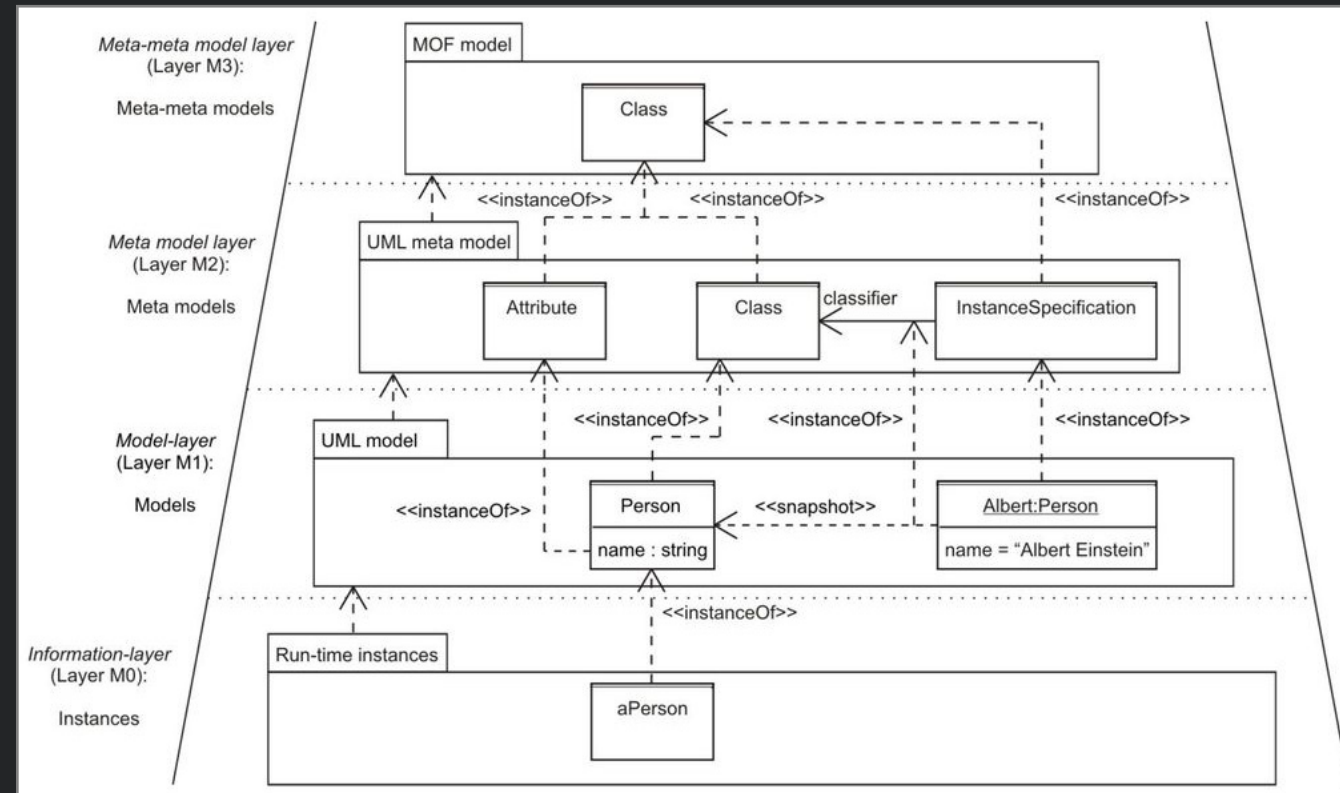 Meta-meta model layer
(Layer M3):
Meta-meta models
MOF model
Class
<<instanceOf>>
<<instanceOf>>
<<instanceOf>>
Meta model layer
(Layer M2):
Meta models
UML meta model
Attribute
Class
classifier
InstanceSpecification
<<instanceOf>>
<<instanceOf>>
<<instanceOf>>
Model-layer
(Layer M1):
Models
UML model
<<instanceOf>>
Person
name : string
<<snapshot>>
Albert:Person
name = “Albert Einstein”
<<instanceOf>>
Information-layer
(Layer M0):
Instances
Run-time instances
aPerson